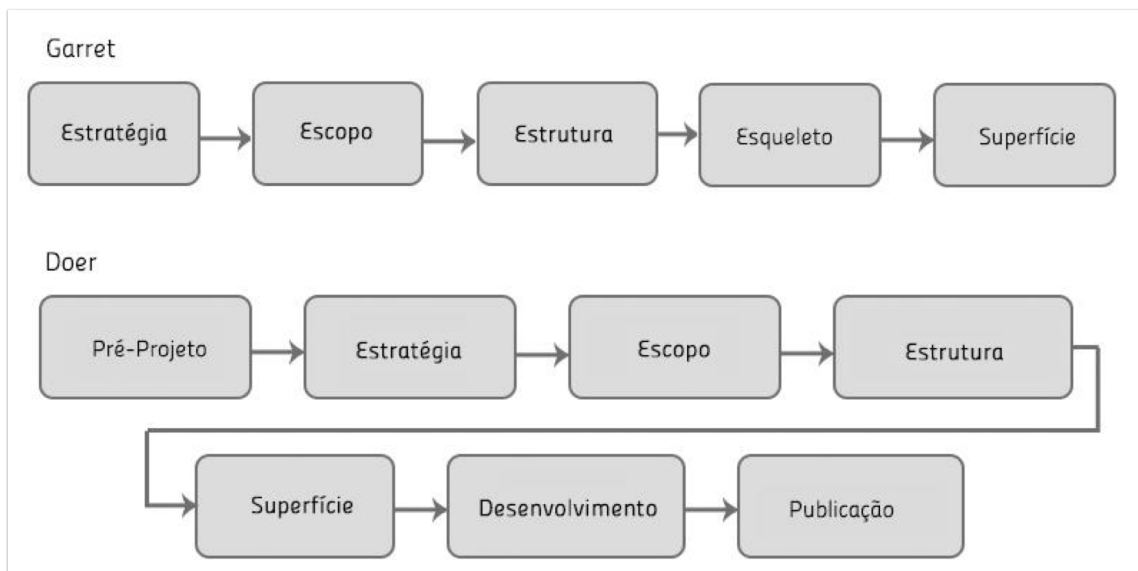 Garret
Estratégia
Escopo
Estrutura
Esqueleto
Superfície
Doer
Pré-Projeto
Estratégia
Escopo
Estrutura
Superfície
Desenvolvimento
Publicação